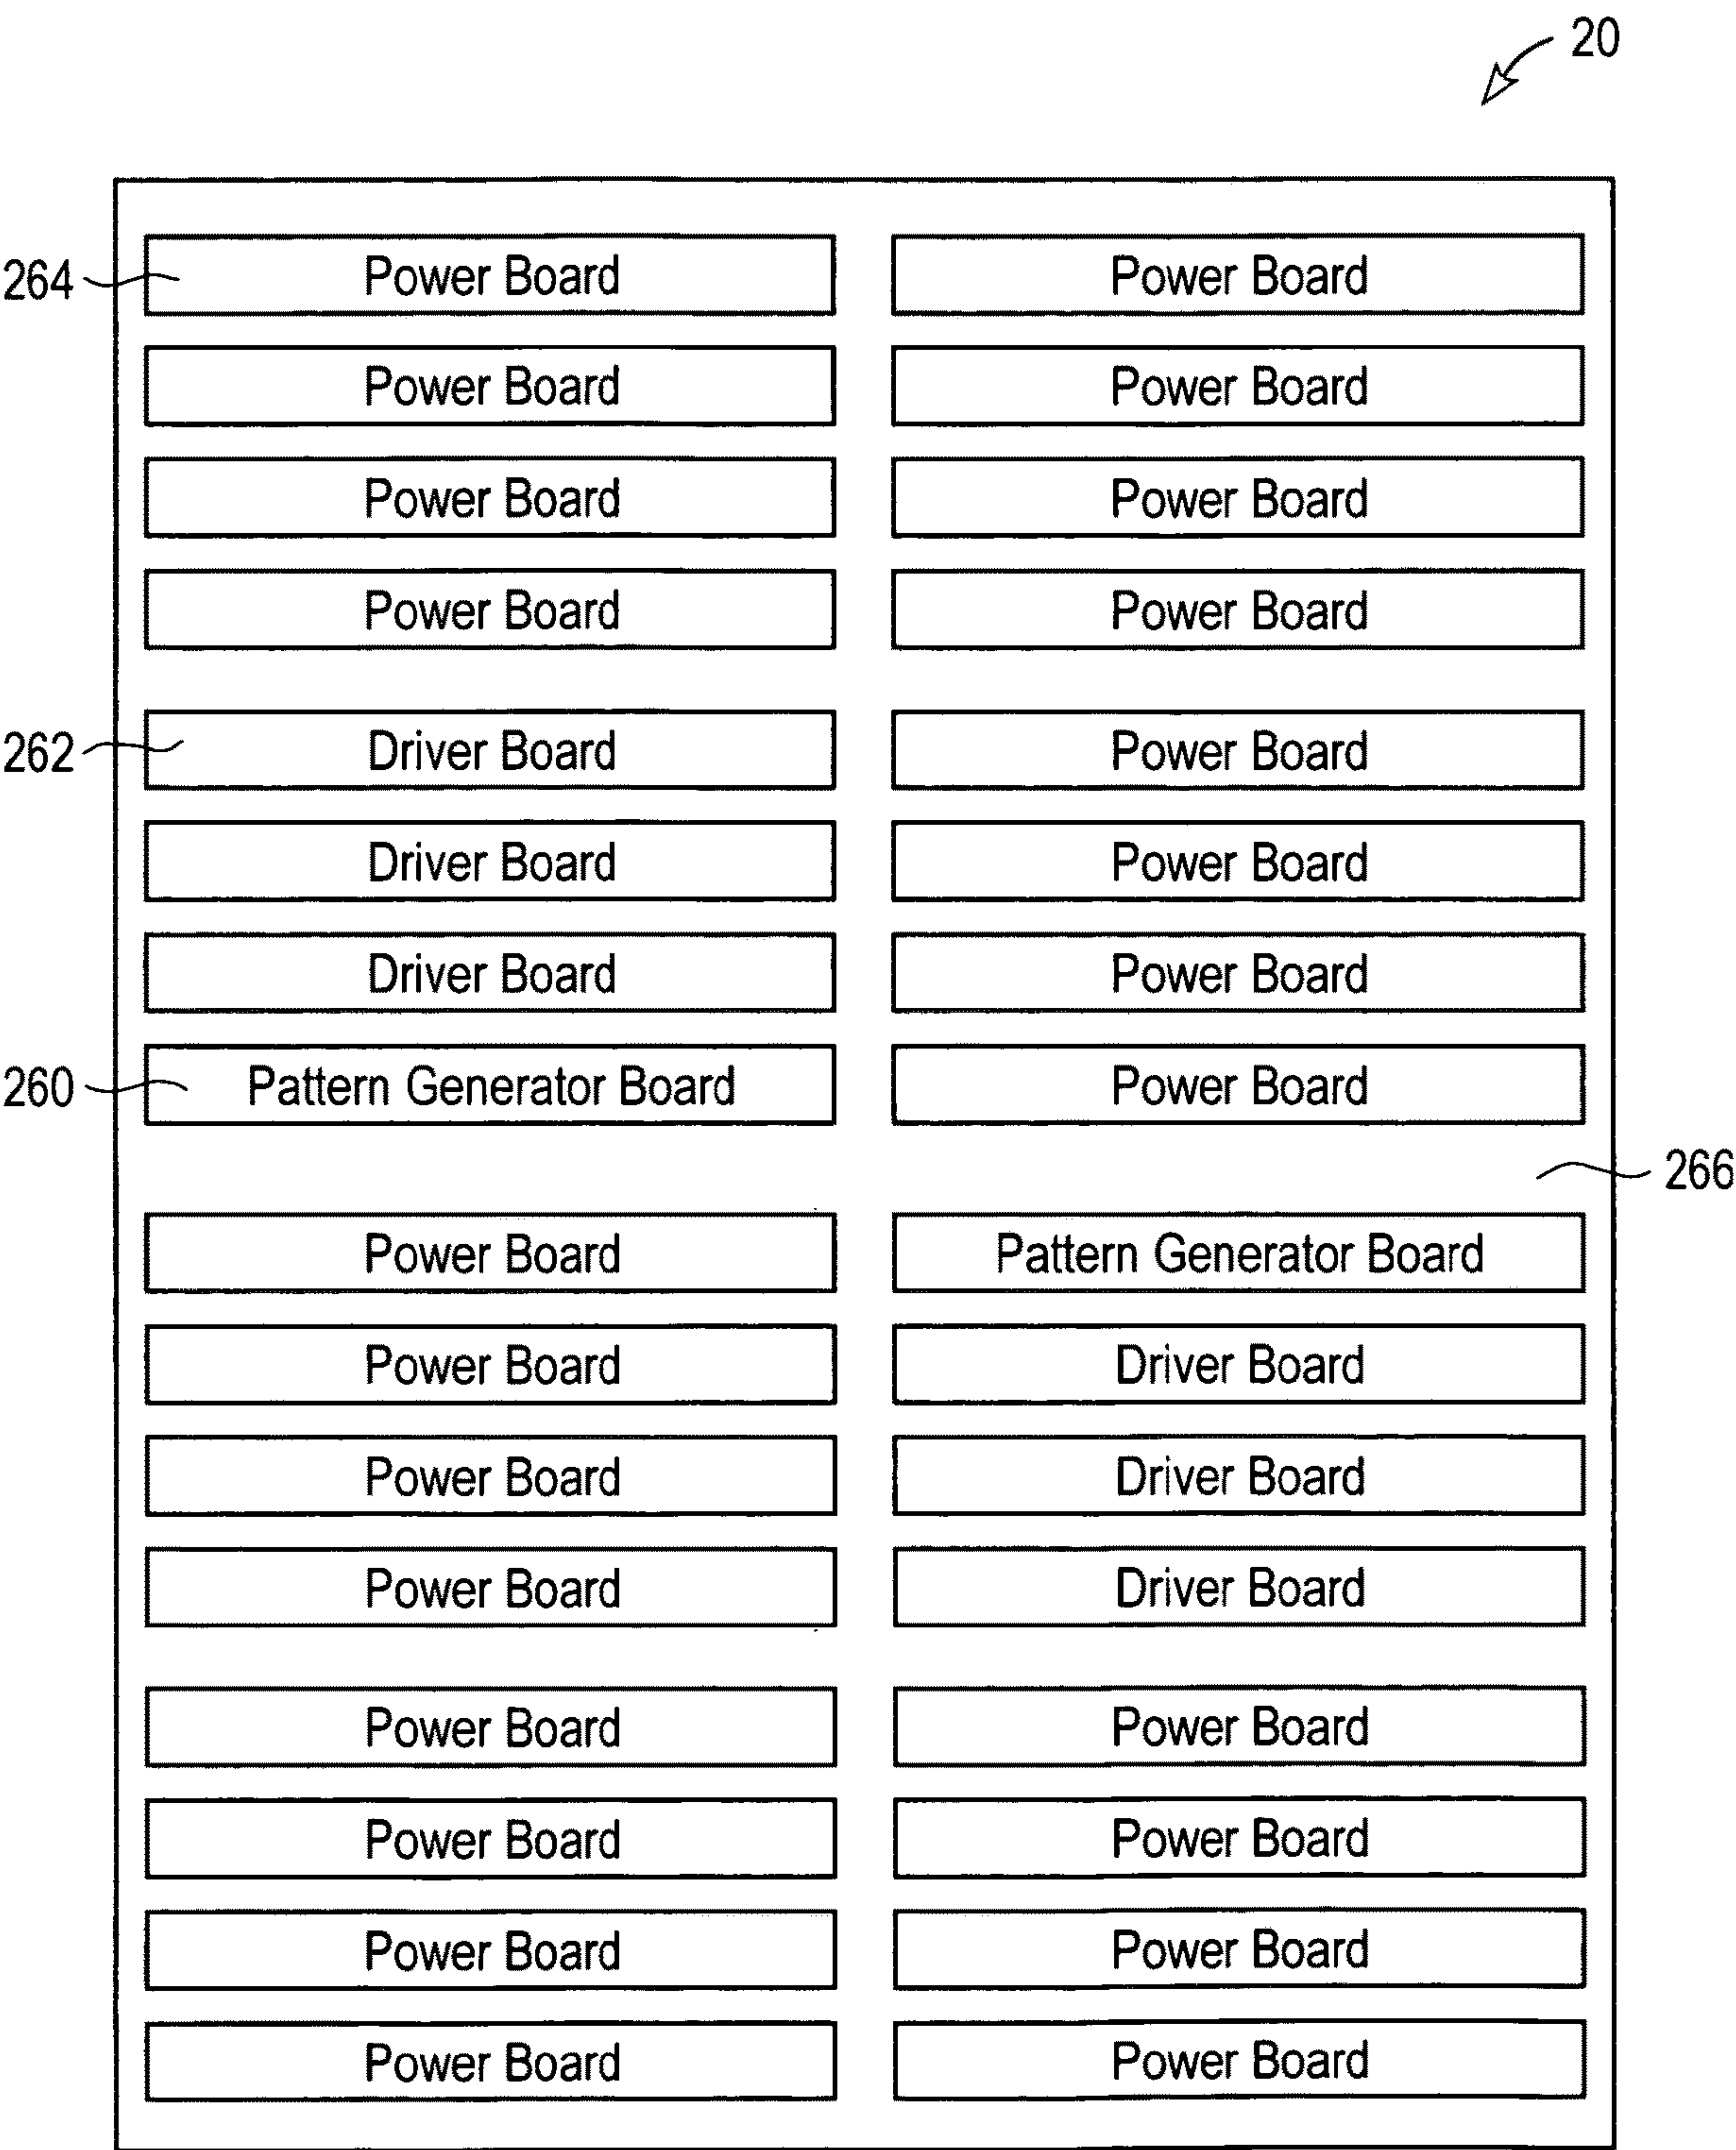 20
264 Power Board Power Board
Power Board Power Board
Power Board Power Board
Power Board Power Board
262 Driver Board Power Board
Driver Board Power Board
Driver Board Power Board
260 Pattern Generator Board Power Board
266
Power Board Pattern Generator Board
Power Board Driver Board
Power Board Driver Board
Power Board Driver Board
Power Board Power Board
Power Board Power Board
Power Board Power Board
Power Board Power Board